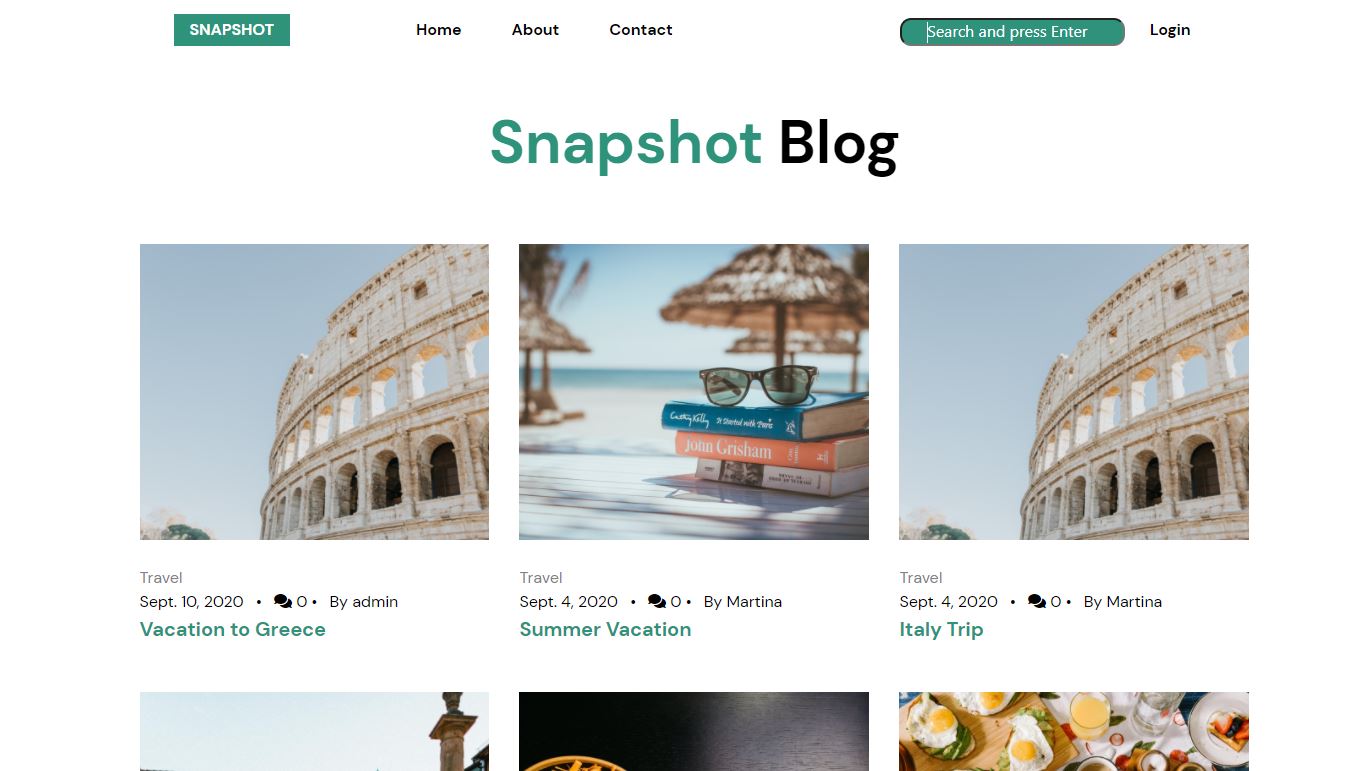 SNAPSHOT Home About Contact Search and press Enter Login
Snapshot Blog
Cathy Kelly It Started with Paris
John Grisham
Travel
Sept. 10, 2020 • 0 • By admin
Vacation to Greece
Travel
Sept. 4, 2020 • 0 • By Martina
Summer Vacation
Travel
Sept. 4, 2020 • 0 • By Martina
Italy Trip